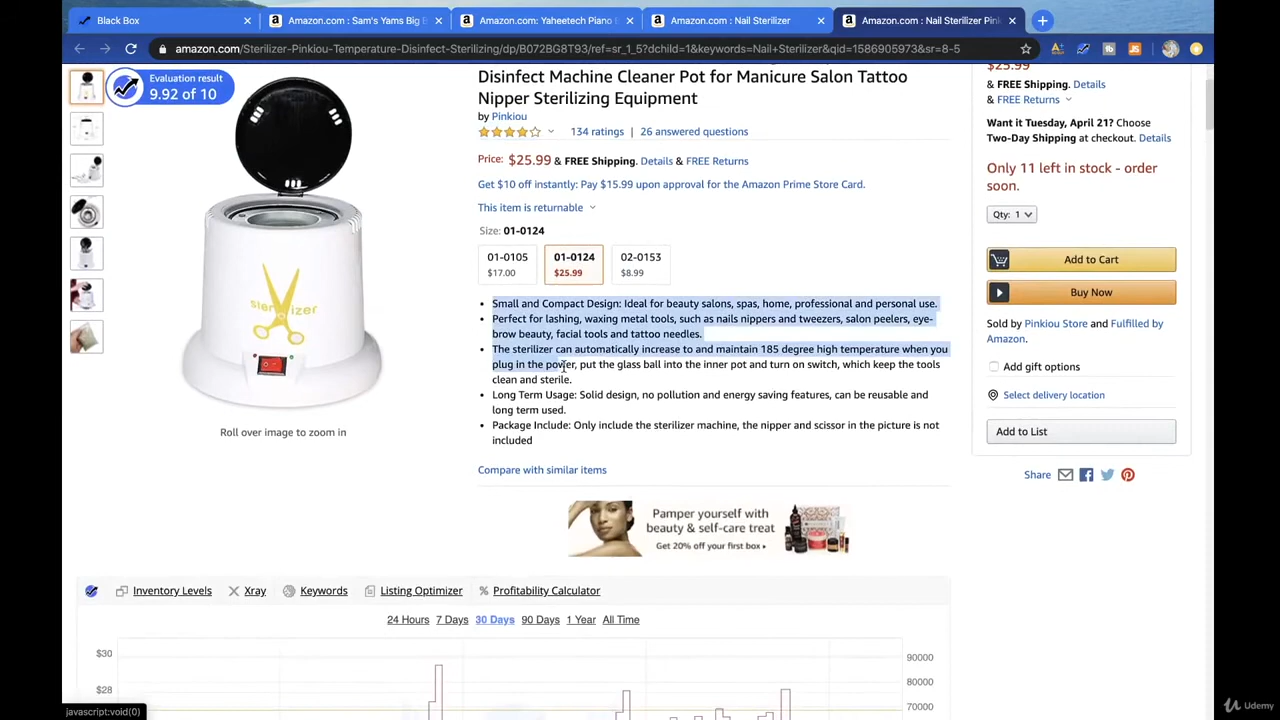 Black Box
Amazon.com : Sam's Yams Big B
Amazon.com: Yaheetech Piano B
Amazon.com : Nail Sterilizer
Amazon.com : Nail Sterilizer Pink
amazon.com/Sterilizer-Pinkiou-Temperature-Disinfect-Sterilizing/dp/B072BG8T93/ref=sr_1_5?dchild=1&keywords=Nail+Sterilizer&qid=1586905973&sr=8-5
Evaluation result
9.92 of 10
sterilizer
Roll over image to zoom in
Disinfect Machine Cleaner Pot for Manicure Salon Tattoo
Nipper Sterilizing Equipment
by Pinkiou
134 ratings | 26 answered questions
Price: $25.99 & FREE Shipping. Details & FREE Returns
Get $10 off instantly: Pay $15.99 upon approval for the Amazon Prime Store Card.
This item is returnable
Size: 01-0124
01-0105
$17.00
01-0124
$25.99
02-0153
$8.99
• Small and Compact Design: Ideal for beauty salons, spas, home, professional and personal use.
• Perfect for lashing, waxing metal tools, such as nails nippers and tweezers, salon peelers, eye-
brow beauty, facial tools and tattoo needles.
• The sterilizer can automatically increase to and maintain 185 degree high temperature when you
plug in the power, put the glass ball into the inner pot and turn on switch, which keep the tools
clean and sterile.
• Long Term Usage: Solid design, no pollution and energy saving features, can be reusable and
long term used.
• Package Include: Only include the sterilizer machine, the nipper and scissor in the picture is not
included
Compare with similar items
Pamper yourself with
beauty & self-care treat
Get 20% off your first box ▸
$25.99
& FREE Shipping. Details
& FREE Returns
Want it Tuesday, April 21? Choose
Two-Day Shipping at checkout. Details
Only 11 left in stock - order
soon.
Qty: 1
Add to Cart
Buy Now
Sold by Pinkiou Store and Fulfilled by
Amazon.
Add gift options
Select delivery location
Add to List
Share
Inventory Levels
Xray
Keywords
Listing Optimizer
% Profitability Calculator
24 Hours 7 Days 30 Days 90 Days 1 Year All Time
$30
90000
80000
$28
70000
javascript:void(0)
Udemy